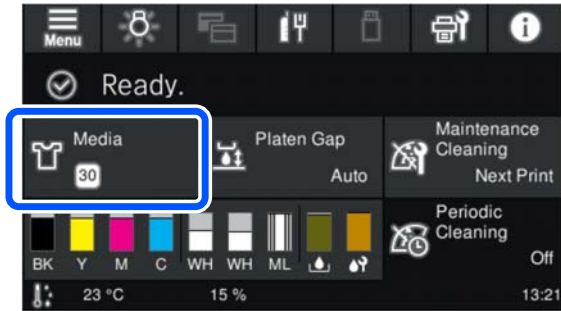 Menu
Ready.
Media
30
Platen Gap
Auto
Maintenance
Cleaning
Next Print
Periodic
Cleaning
Off
BK Y M C WH WH ML
23 °C 15 % 13:21